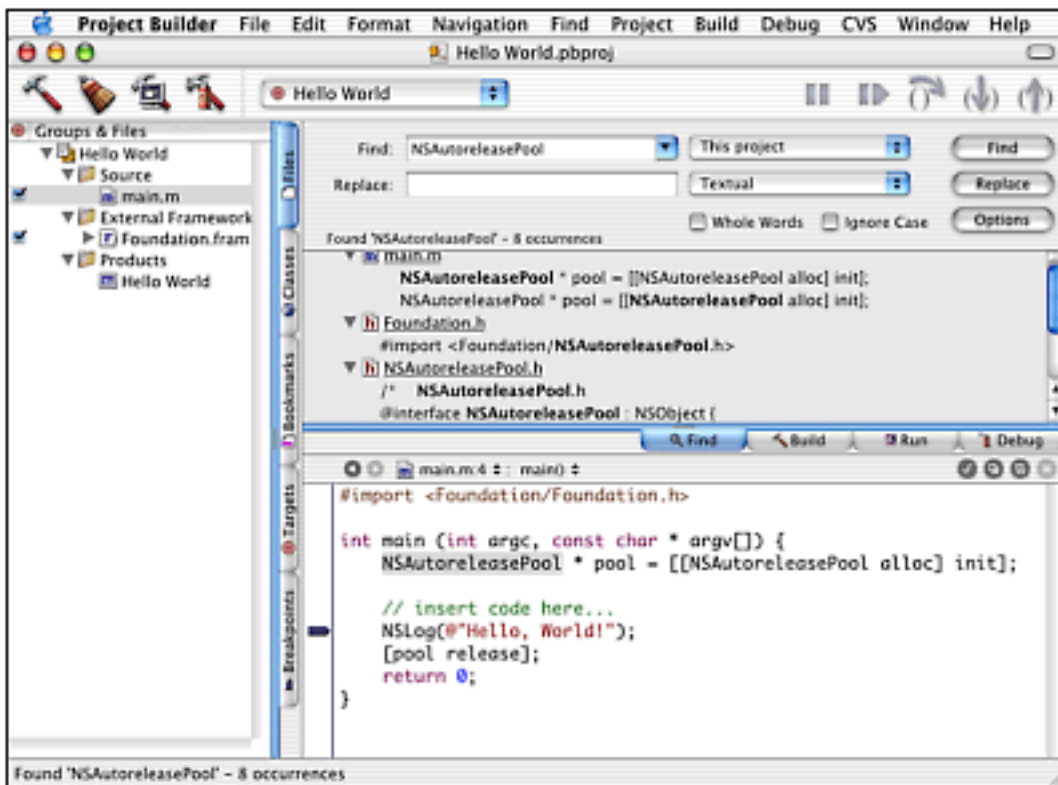 Project Builder File Edit Format Navigation Find Project Build Debug CVS Window Help
Hello World.pbproj
Hello World
Groups & Files
Hello World
Source
main.m
External Framework
Foundation.fram
Products
Hello World
Files
Classes
Bookmarks
Targets
Breakpoints
Find: NSAutoreleasePool This project Find
Replace: Textual Replace
Whole Words Ignore Case Options
Found "NSAutoreleasePool" – 8 occurrences
main.m
NSAutoreleasePool * pool = [[NSAutoreleasePool alloc] init];
NSAutoreleasePool * pool = [[NSAutoreleasePool alloc] init];
Foundation.h
#import <Foundation/NSAutoreleasePool.h>
NSAutoreleasePool.h
/* NSAutoreleasePool.h
@interface NSAutoreleasePool : NSObject {
Find Build Run Debug
main.m:4 : main()
#import <Foundation/Foundation.h>
int main (int argc, const char * argv[]) {
NSAutoreleasePool * pool = [[NSAutoreleasePool alloc] init];
// insert code here...
NSLog(@"Hello, World!");
[pool release];
return 0;
}
Found "NSAutoreleasePool" – 8 occurrences